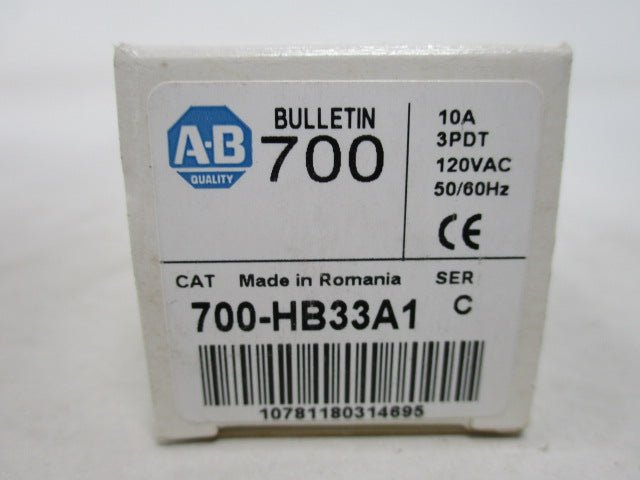 A-B
QUALITY
BULLETIN
700
10A
3PDT
120VAC
50/60Hz
CE
CAT Made in Romania SER
700-HB33A1 C
10781180314695